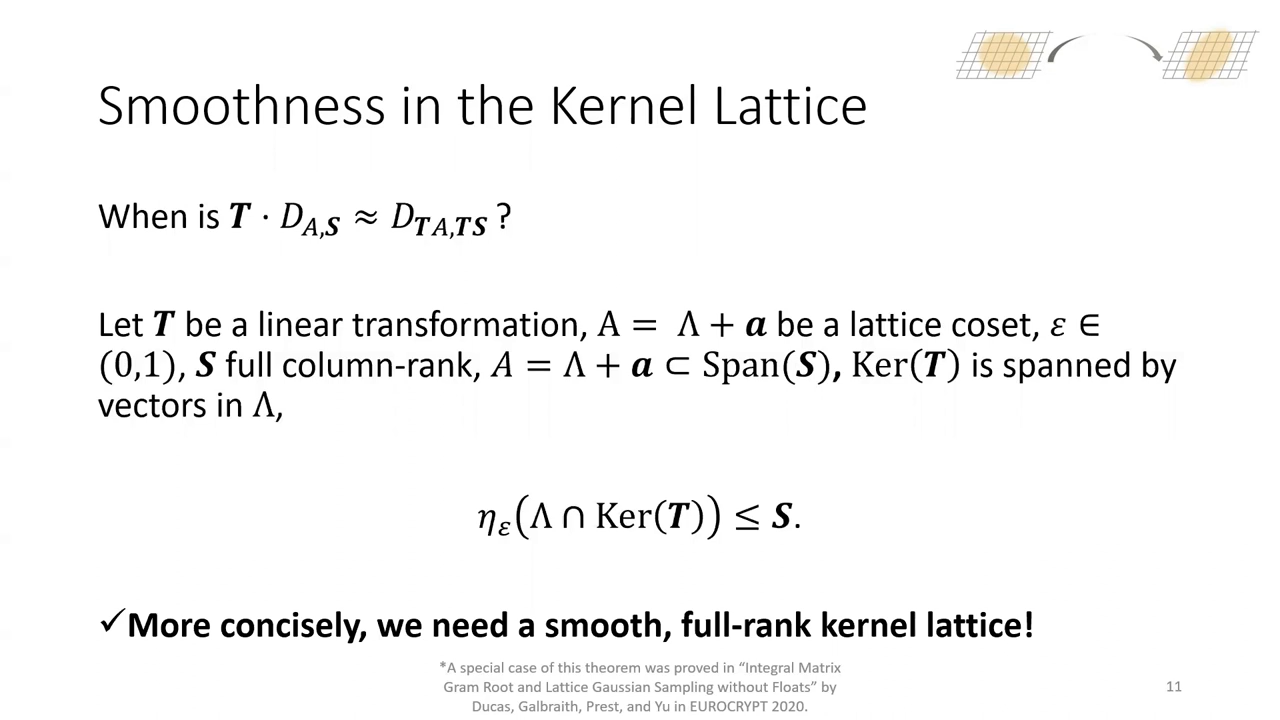 Smoothness in the Kernel Lattice
When is 𝑻 · 𝐷_{𝐴,𝑺} ≈ 𝐷_{𝑻𝐴,𝑻𝑺} ?
Let 𝑻 be a linear transformation, A = Λ + 𝒂 be a lattice coset, 𝜀 ∈
(0,1), 𝑺 full column-rank, 𝐴 = Λ + 𝒂 ⊂ Span(𝑺), Ker(𝑻) is spanned by
vectors in Λ,
𝜂_𝜀(Λ ∩ Ker(𝑻)) ≤ 𝑺.
✓More concisely, we need a smooth, full-rank kernel lattice!
*A special case of this theorem was proved in “Integral Matrix
Gram Root and Lattice Gaussian Sampling without Floats” by
Ducas, Galbraith, Prest, and Yu in EUROCRYPT 2020.
11